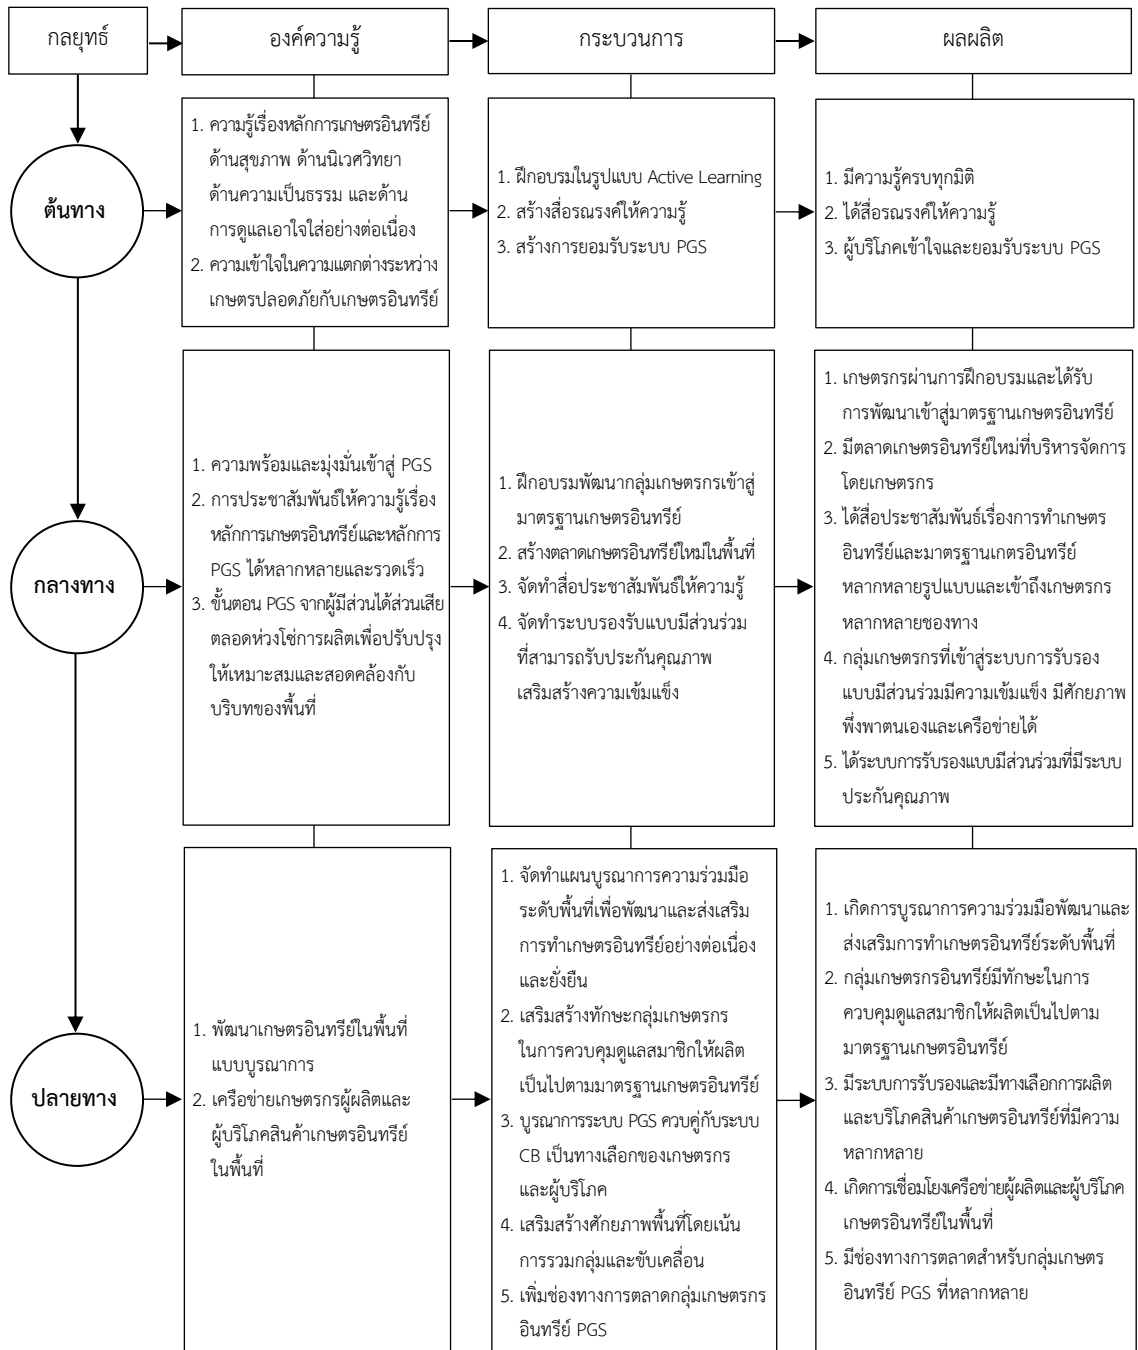 กลยุทธ์
องค์ความรู้
กระบวนการ
ผลผลิต
ต้นทาง
1. ความรู้เรื่องหลักการเกษตรอินทรีย์
ด้านสุขภาพ ด้านนิเวศวิทยา
ด้านความเป็นธรรม และด้าน
การดูแลเอาใจใส่อย่างต่อเนื่อง
2. ความเข้าใจในความแตกต่างระหว่าง
เกษตรปลอดภัยกับเกษตรอินทรีย์
1. ฝึกอบรมในรูปแบบ Active Learning
2. สร้างสื่อรณรงค์ให้ความรู้
3. สร้างการยอมรับระบบ PGS
1. มีความรู้ครบทุกมิติ
2. ได้สื่อรณรงค์ให้ความรู้
3. ผู้บริโภคเข้าใจและยอมรับระบบ PGS
กลางทาง
1. ความพร้อมและมุ่งมั่นเข้าสู่ PGS
2. การประชาสัมพันธ์ให้ความรู้เรื่อง
หลักการเกษตรอินทรีย์และหลักการ
PGS ได้หลากหลายและรวดเร็ว
3. ขั้นตอน PGS จากผู้มีส่วนได้ส่วนเสีย
ตลอดห่วงโซ่การผลิตเพื่อปรับปรุง
ให้เหมาะสมและสอดคล้องกับ
บริบทของพื้นที่
1. ฝึกอบรมพัฒนากลุ่มเกษตรกรเข้าสู่
มาตรฐานเกษตรอินทรีย์
2. สร้างตลาดเกษตรอินทรีย์ใหม่ในพื้นที่
3. จัดทำสื่อประชาสัมพันธ์ให้ความรู้
4. จัดทำระบบรองรับแบบมีส่วนร่วม
ที่สามารถรับประกันคุณภาพ
เสริมสร้างความเข้มแข็ง
1. เกษตรกรผ่านการฝึกอบรมและได้รับ
การพัฒนาเข้าสู่มาตรฐานเกษตรอินทรีย์
2. มีตลาดเกษตรอินทรีย์ใหม่ที่บริหารจัดการ
โดยเกษตรกร
3. ได้สื่อประชาสัมพันธ์เรื่องการทำเกษตร
อินทรีย์และมาตรฐานเกตรอินทรีย์
หลากหลายรูปแบบและเข้าถึงเกษตรกร
หลากหลายชองทาง
4. กลุ่มเกษตรกรที่เข้าสู่ระบบการรับรอง
แบบมีส่วนร่วมมีความเข้มแข็ง มีศักยภาพ
พึ่งพาตนเองและเครือข่ายได้
5. ได้ระบบการรับรองแบบมีส่วนร่วมที่มีระบบ
ประกันคุณภาพ
ปลายทาง
1. พัฒนาเกษตรอินทรีย์ในพื้นที่
แบบบูรณาการ
2. เครือข่ายเกษตรกรผู้ผลิตและ
ผู้บริโภคสินค้าเกษตรอินทรีย์
ในพื้นที่
1. จัดทำแผนบูรณาการความร่วมมือ
ระดับพื้นที่เพื่อพัฒนาและส่งเสริม
การทำเกษตรอินทรีย์อย่างต่อเนื่อง
และยั่งยืน
2. เสริมสร้างทักษะกลุ่มเกษตรกร
ในการควบคุมดูแลสมาชิกให้ผลิต
เป็นไปตามมาตรฐานเกษตรอินทรีย์
3. บูรณาการระบบ PGS ควบคู่กับระบบ
CB เป็นทางเลือกของเกษตรกร
และผู้บริโภค
4. เสริมสร้างศักยภาพพื้นที่โดยเน้น
การรวมกลุ่มและขับเคลื่อน
5. เพิ่มช่องทางการตลาดกลุ่มเกษตรกร
อินทรีย์ PGS
1. เกิดการบูรณาการความร่วมมือพัฒนาและ
ส่งเสริมการทำเกษตรอินทรีย์ระดับพื้นที่
2. กลุ่มเกษตรกรอินทรีย์มีทักษะในการ
ควบคุมดูแลสมาชิกให้ผลิตเป็นไปตาม
มาตรฐานเกษตรอินทรีย์
3. มีระบบการรับรองและมีทางเลือกการผลิต
และบริโภคสินค้าเกษตรอินทรีย์ที่มีความ
หลากหลาย
4. เกิดการเชื่อมโยงเครือข่ายผู้ผลิตและผู้บริโภค
เกษตรอินทรีย์ในพื้นที่
5. มีช่องทางการตลาดสำหรับกลุ่มเกษตร
อินทรีย์ PGS ที่หลากหลาย